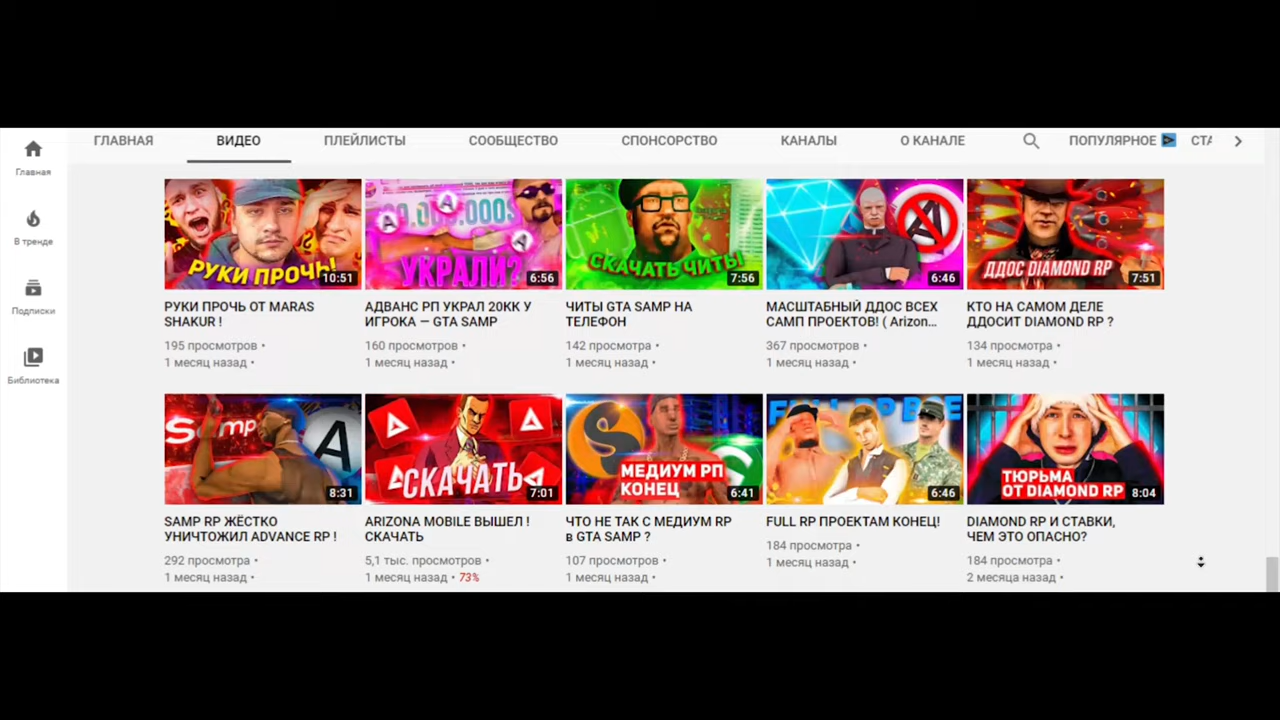 ГЛАВНАЯ ВИДЕО ПЛЕЙЛИСТЫ СООБЩЕСТВО СПОНСОРСТВО КАНАЛЫ О КАНАЛЕ ПОПУЛЯРНОЕ
Главная
В тренде
Подписки
Библиотека
РУКИ ПРОЧЬ!
10:51
УКРАЛИ?
6:56
СКАЧАТЬ ЧИТЫ
7:56
6:46
ДДОС DIAMOND RP
7:51
РУКИ ПРОЧЬ ОТ MARAS
SHAKUR !
195 просмотров •
1 месяц назад •
АДВАНС РП УКРАЛ 20КК У
ИГРОКА — GTA SAMP
160 просмотров •
1 месяц назад •
ЧИТЫ GTA SAMP НА
ТЕЛЕФОН
142 просмотра •
1 месяц назад •
МАСШТАБНЫЙ ДДОС ВСЕХ
САМП ПРОЕКТОВ! ( Arizon...
367 просмотров •
1 месяц назад •
КТО НА САМОМ ДЕЛЕ
ДДОСИТ DIAMOND RP ?
134 просмотра •
1 месяц назад •
Samp
A
8:31
СКАЧАТЬ
7:01
МЕДИУМ РП
КОНЕЦ
6:41
6:46
ТЮРЬМА
ОТ DIAMOND RP
8:04
SAMP RP ЖЁСТКО
УНИЧТОЖИЛ ADVANCE RP !
292 просмотра •
1 месяц назад •
ARIZONA MOBILE ВЫШЕЛ !
СКАЧАТЬ
5,1 тыс. просмотров •
1 месяц назад • 73%
ЧТО НЕ ТАК С МЕДИУМ RP
в GTA SAMP ?
107 просмотров •
1 месяц назад •
FULL RP ПРОЕКТАМ КОНЕЦ!
184 просмотра •
1 месяц назад •
DIAMOND RP И СТАВКИ,
ЧЕМ ЭТО ОПАСНО?
184 просмотра •
2 месяца назад •